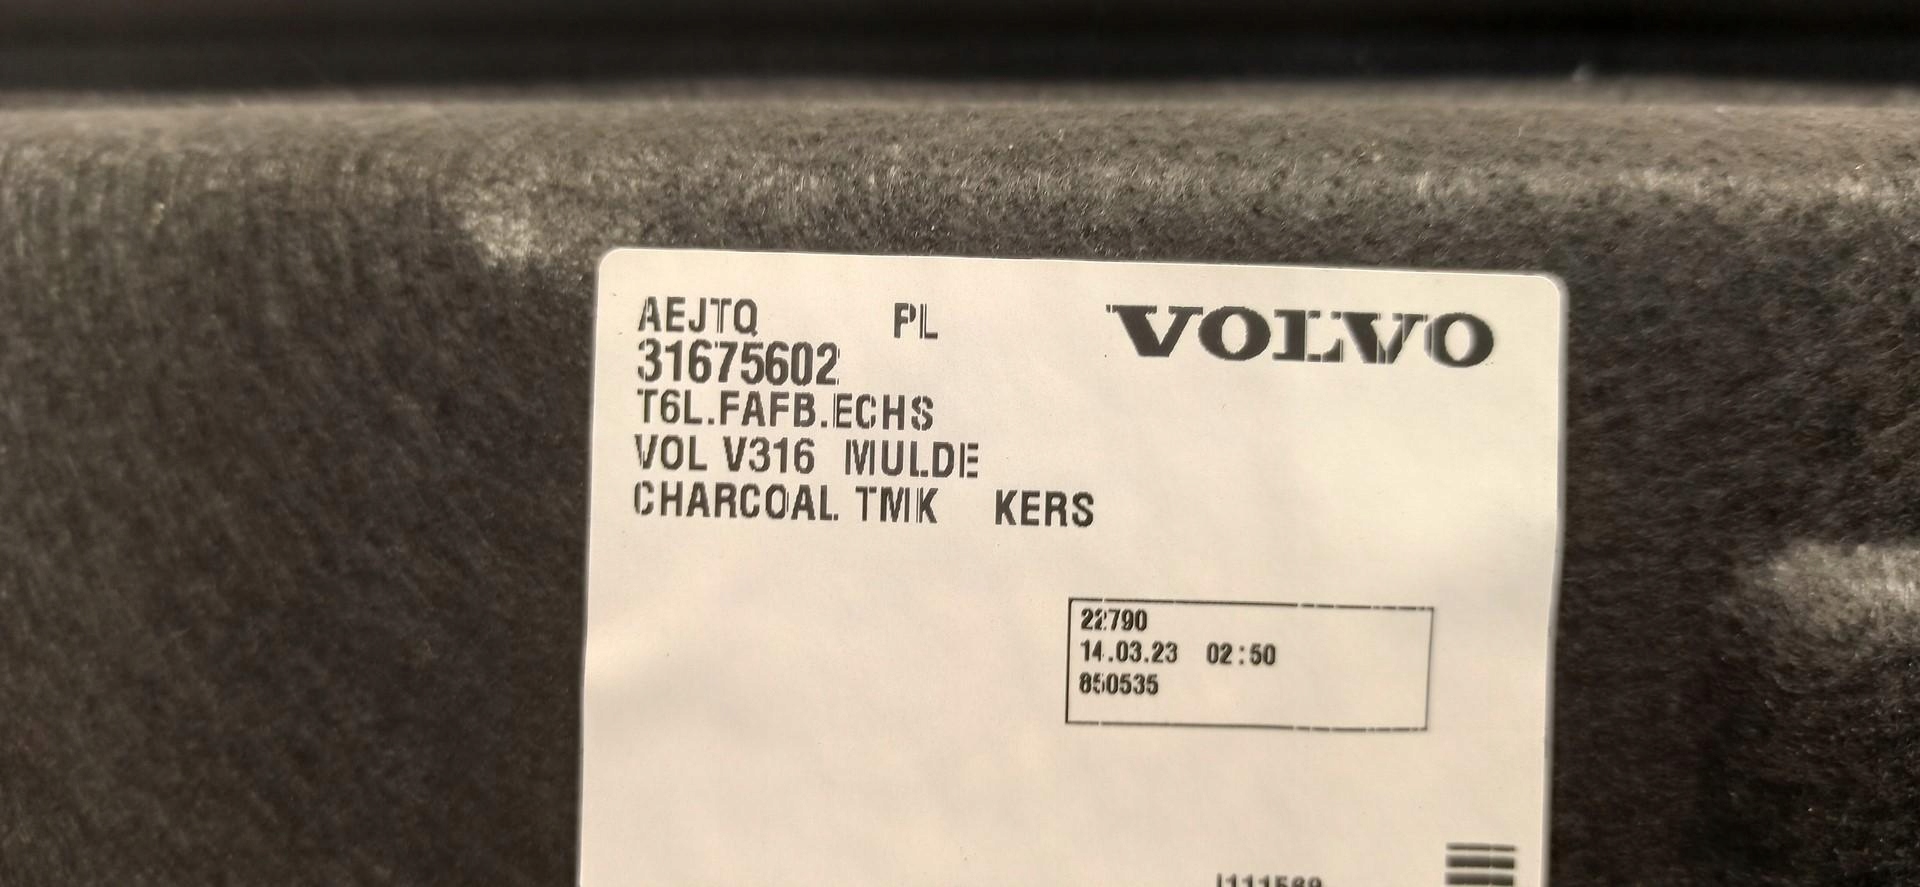 AEJTQ PL VOLVO
31675602
T6L.FAFB.ECHS
VOL V316 MULDE
CHARCOAL TMK KERS
22790
14.03.23 02:50
850535